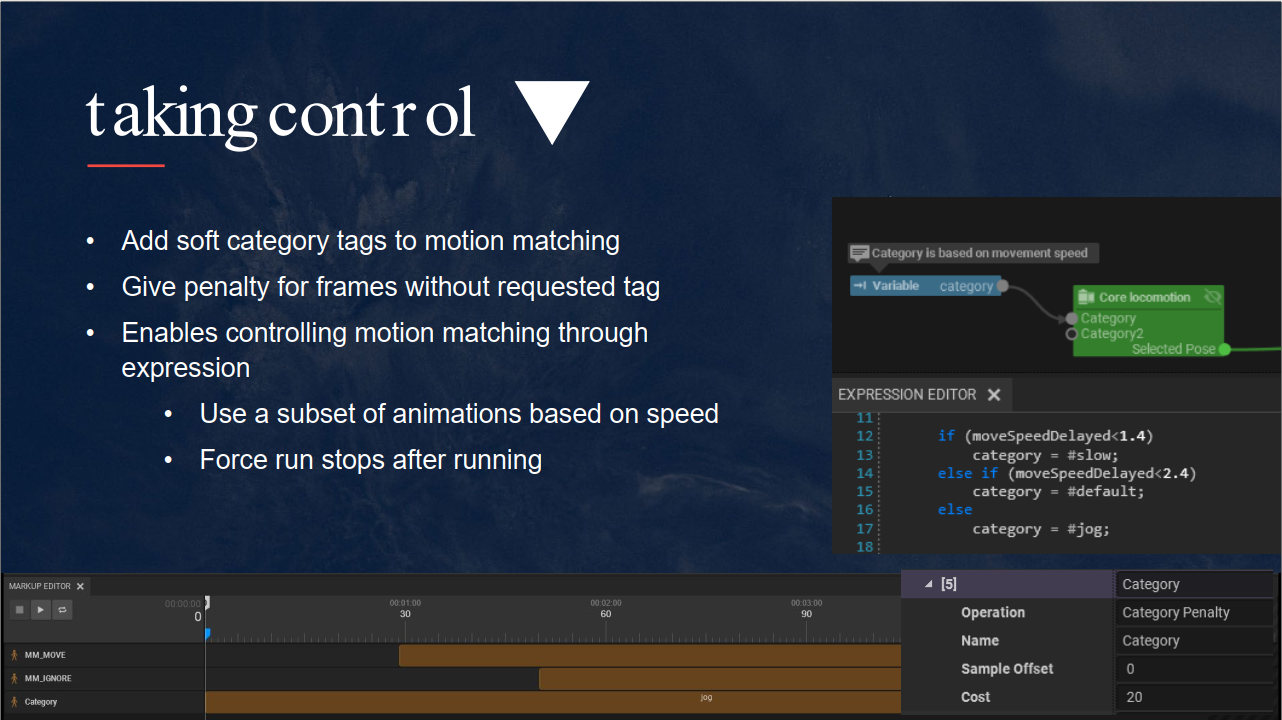 taking control
• Add soft category tags to motion matching
• Give penalty for frames without requested tag
• Enables controlling motion matching through
expression
• Use a subset of animations based on speed
• Force run stops after running
Category is based on movement speed
Variable category
Core locomotion
Category
Category2
Selected Pose
EXPRESSION EDITOR
11
12 if (moveSpeedDelayed<1.4)
13 category = #slow;
14 else if (moveSpeedDelayed<2.4)
15 category = #default;
16 else
17 category = #jog;
18
MARKUP EDITOR
00:00:00 00:01:00 00:02:00 00:03:00
0 30 60 90
MM_MOVE
MM_IGNORE
Category jog
[5] Category
Operation Category Penalty
Name Category
Sample Offset 0
Cost 20